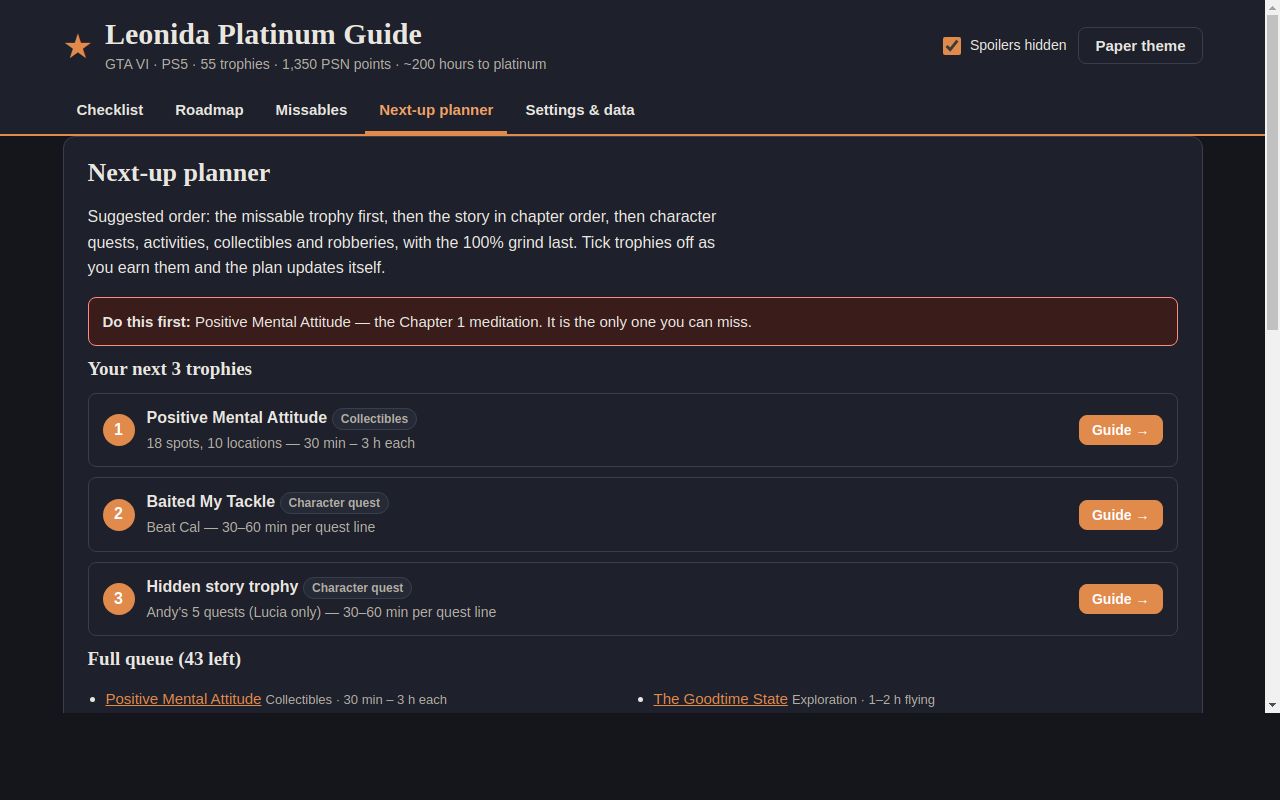 ★ Leonida Platinum Guide
GTA VI · PS5 · 55 trophies · 1,350 PSN points · ~200 hours to platinum
Spoilers hidden
Paper theme
Checklist
Roadmap
Missables
Next-up planner
Settings & data
Next-up planner
Suggested order: the missable trophy first, then the story in chapter order, then character
quests, activities, collectibles and robberies, with the 100% grind last. Tick trophies off as
you earn them and the plan updates itself.
Do this first: Positive Mental Attitude — the Chapter 1 meditation. It is the only one you can miss.
Your next 3 trophies
1
Positive Mental Attitude Collectibles
18 spots, 10 locations — 30 min – 3 h each
Guide →
2
Baited My Tackle Character quest
Beat Cal — 30–60 min per quest line
Guide →
3
Hidden story trophy Character quest
Andy's 5 quests (Lucia only) — 30–60 min per quest line
Guide →
Full queue (43 left)
• Positive Mental Attitude Collectibles · 30 min – 3 h each
• The Goodtime State Exploration · 1–2 h flying